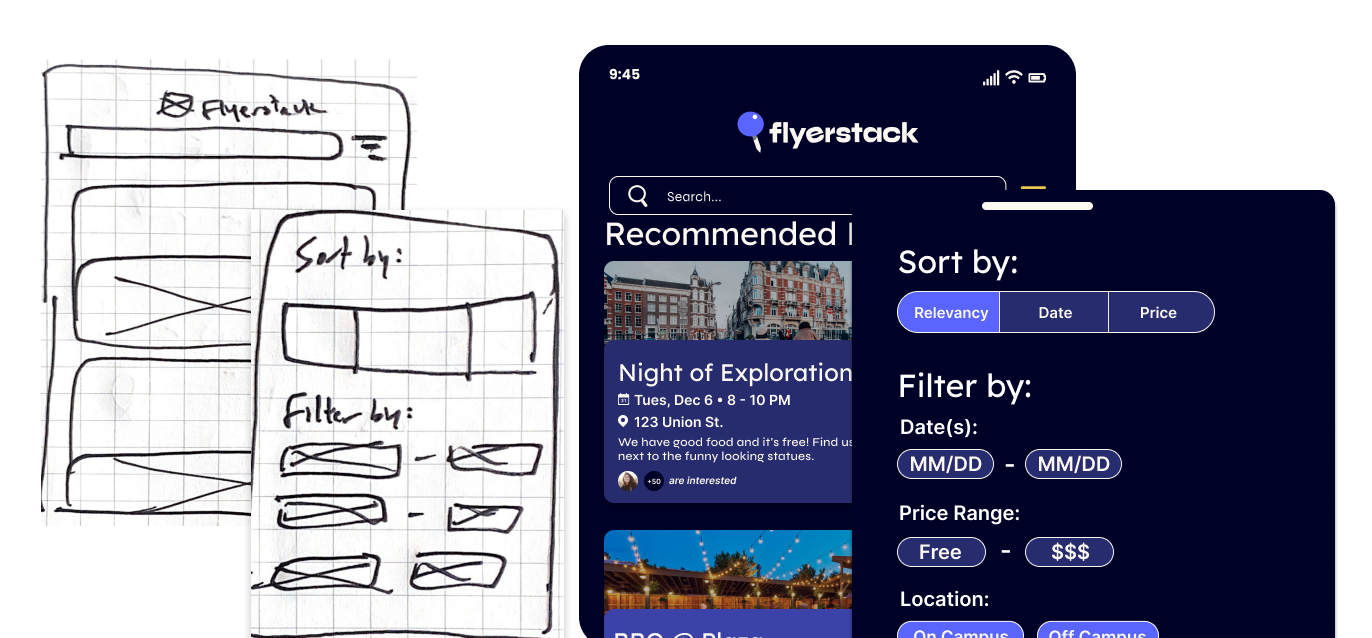 Flyerstack
Sort by:
Filter by:
9:45
flyerstack
Search...
Recommended
Night of Exploration
Tues, Dec 6 • 8 - 10 PM
123 Union St.
We have good food and it's free! Find us
next to the funny looking statues.
+50 are interested
BBQ @ Plaza
Sort by:
Relevancy Date Price
Filter by:
Date(s):
MM/DD - MM/DD
Price Range:
Free - $$$
Location:
On Campus Off Campus